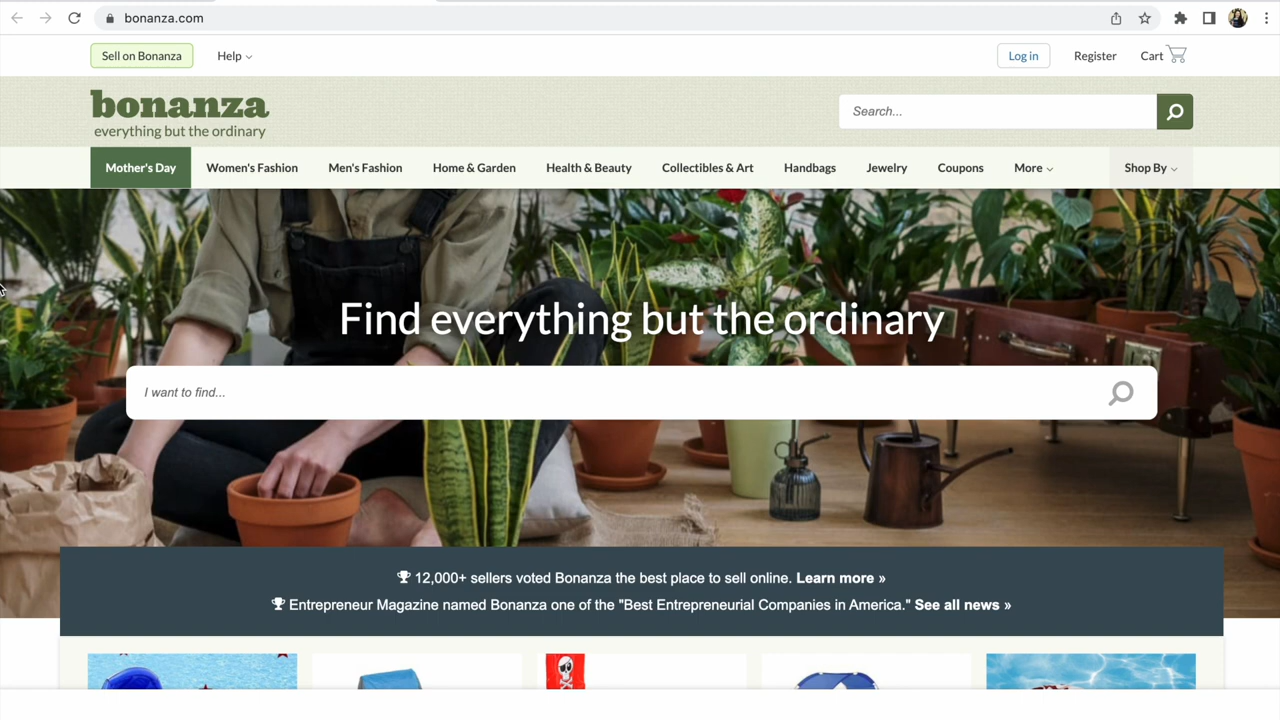 bonanza.com
Sell on Bonanza
Help
Log in
Register
Cart
bonanza
everything but the ordinary
Search...
Mother's Day
Women's Fashion
Men's Fashion
Home & Garden
Health & Beauty
Collectibles & Art
Handbags
Jewelry
Coupons
More
Shop By
Find everything but the ordinary
I want to find...
12,000+ sellers voted Bonanza the best place to sell online. Learn more »
Entrepreneur Magazine named Bonanza one of the "Best Entrepreneurial Companies in America." See all news »